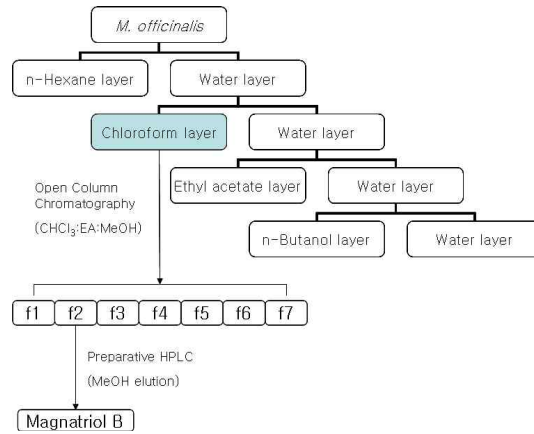 M. officinalis
n-Hexane layer
Water layer
Chloroform layer
Water layer
Open Column
Chromatography
(CHCl₃:EA:MeOH)
Ethyl acetate layer
Water layer
n-Butanol layer
Water layer
f1 f2 f3 f4 f5 f6 f7
Preparative HPLC
(MeOH elution)
Magnatriol B